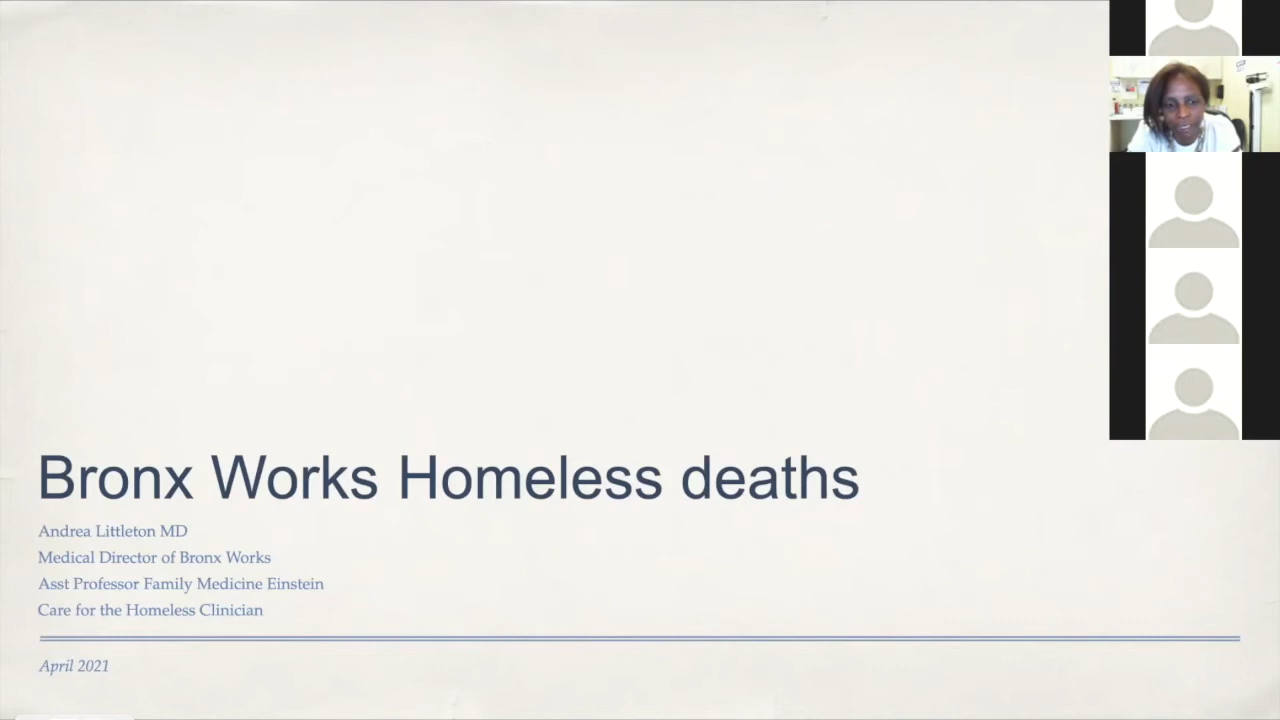 Bronx Works Homeless deaths
Andrea Littleton MD
Medical Director of Bronx Works
Asst Professor Family Medicine Einstein
Care for the Homeless Clinician
April 2021